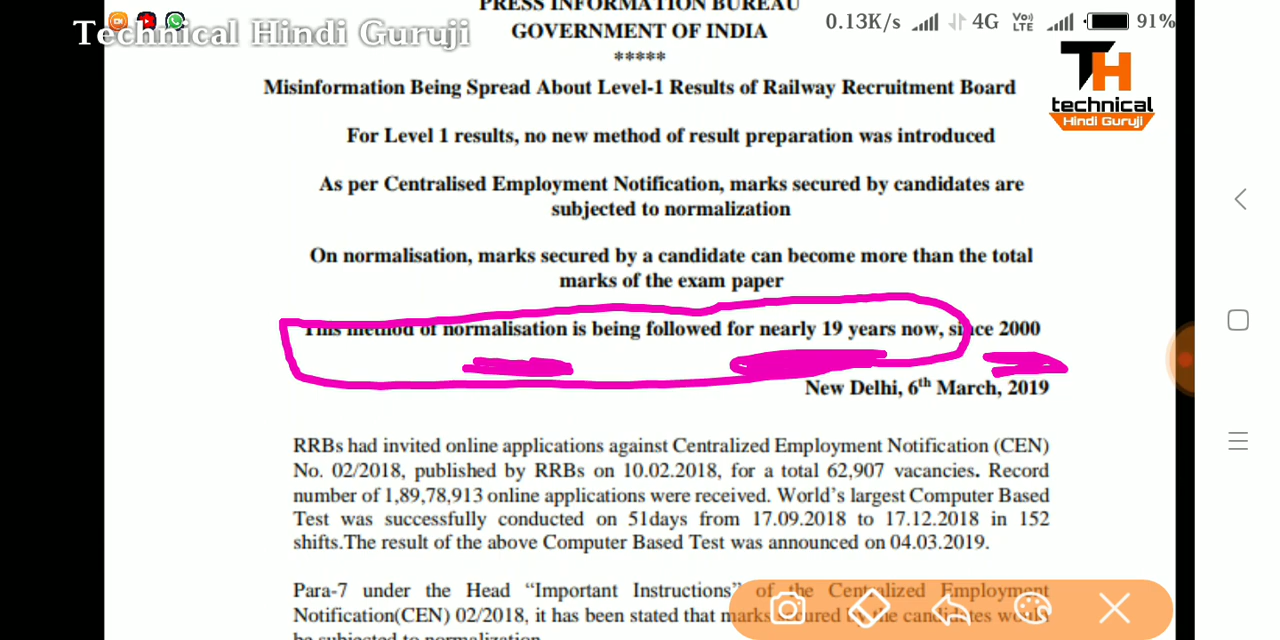 PRESS INFORMATION BUREAU
Technical Hindi Guruji
GOVERNMENT OF INDIA
0.13K/s 4G VoLTE 91%
*****
TH
technical
Hindi Guruji
Misinformation Being Spread About Level-1 Results of Railway Recruitment Board
For Level 1 results, no new method of result preparation was introduced
As per Centralised Employment Notification, marks secured by candidates are
subjected to normalization
On normalisation, marks secured by a candidate can become more than the total
marks of the exam paper
This method of normalisation is being followed for nearly 19 years now, since 2000
New Delhi, 6th March, 2019
RRBs had invited online applications against Centralized Employment Notification (CEN)
No. 02/2018, published by RRBs on 10.02.2018, for a total 62,907 vacancies. Record
number of 1,89,78,913 online applications were received. World's largest Computer Based
Test was successfully conducted on 51days from 17.09.2018 to 17.12.2018 in 152
shifts.The result of the above Computer Based Test was announced on 04.03.2019.
Para-7 under the Head “Important Instructions” of the Centralized Employment
Notification(CEN) 02/2018, it has been stated that marks secured by the candidates would
be subjected to normalization.